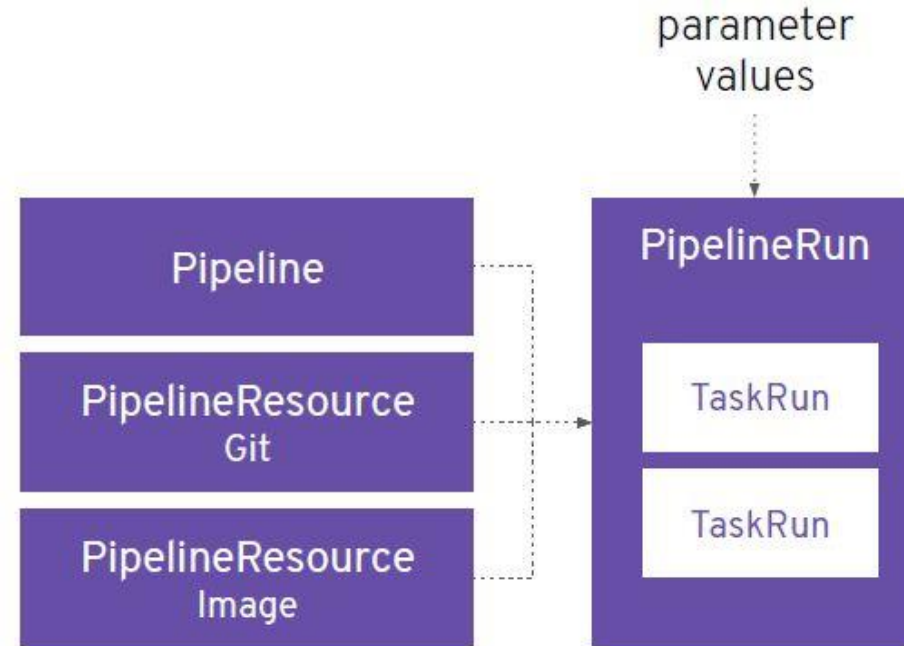 parameter
values
Pipeline
PipelineResource
Git
PipelineResource
Image
PipelineRun
TaskRun
TaskRun